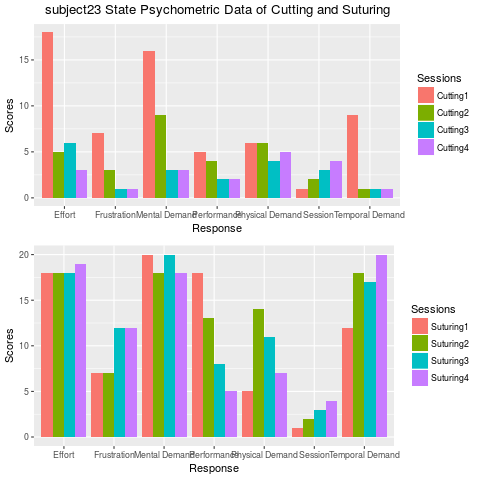 subject23 State Psychometric Data of Cutting and Suturing
Scores
15
10
5
0
Effort Frustration Mental Demand Performance Physical Demand Session Temporal Demand
Response
Sessions
Cutting1
Cutting2
Cutting3
Cutting4
Scores
20
15
10
5
0
Effort Frustration Mental Demand Performance Physical Demand Session Temporal Demand
Response
Sessions
Suturing1
Suturing2
Suturing3
Suturing4